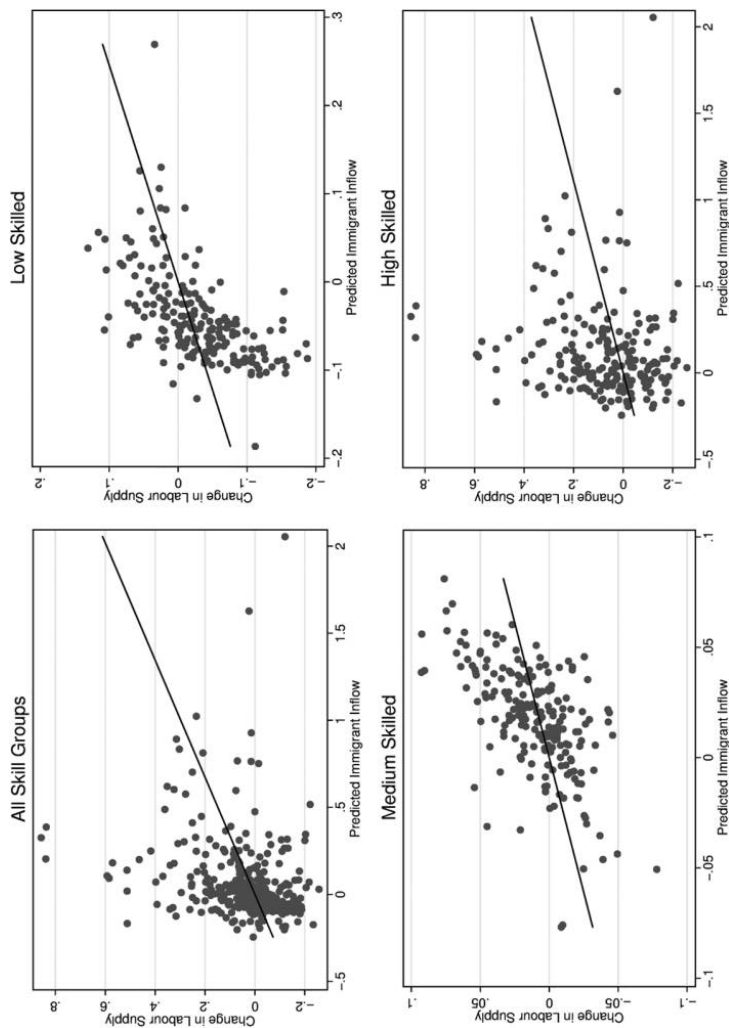 All Skill Groups
Change in Labour Supply
.8
.6
.4
.2
0
-.2
-.5 0 .5 1 1.5 2
Predicted Immigrant Inflow
Low Skilled
Change in Labour Supply
.2
.1
0
-.1
-.2
-.2 -.1 0 .1 .2 .3
Predicted Immigrant Inflow
Medium Skilled
Change in Labour Supply
.1
.05
0
-.05
-.1
-.1 -.05 0 .05 .1
Predicted Immigrant Inflow
High Skilled
Change in Labour Supply
.8
.6
.4
.2
0
-.2
-.5 0 .5 1 1.5 2
Predicted Immigrant Inflow